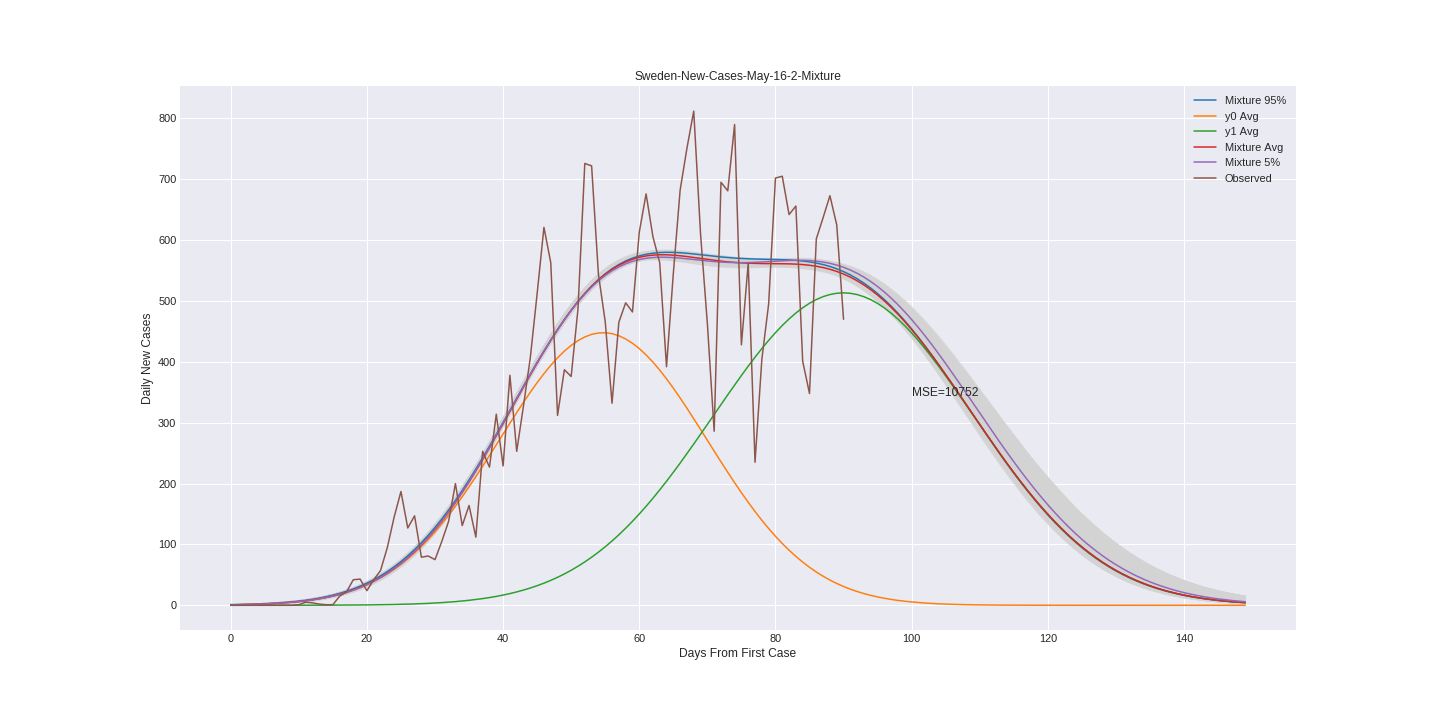 Sweden-New-Cases-May-16-2-Mixture
Mixture 95%
y0 Avg
y1 Avg
Mixture Avg
Mixture 5%
Observed
800
700
600
500
400
300
200
100
0
Daily New Cases
MSE=10752
0 20 40 60 80 100 120 140
Days From First Case